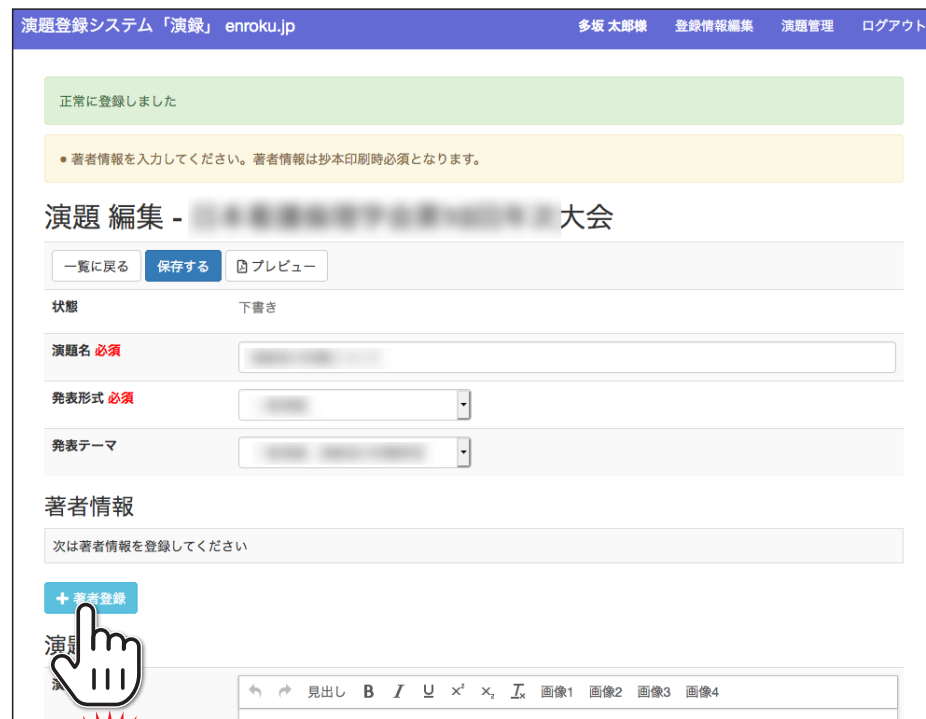 演題登録システム「演録」 enroku.jp 多坂 太郎様 登録情報編集 演題管理 ログアウト
正常に登録しました
● 著者情報を入力してください。著者情報は抄本印刷時必須となります。
演題 編集 - 大会
一覧に戻る 保存する プレビュー
状態 下書き
演題名 必須
発表形式 必須
発表テーマ
著者情報
次は著者情報を登録してください
+ 著者登録
演題
見出し B I U x² x₂ Tx 画像1 画像2 画像3 画像4